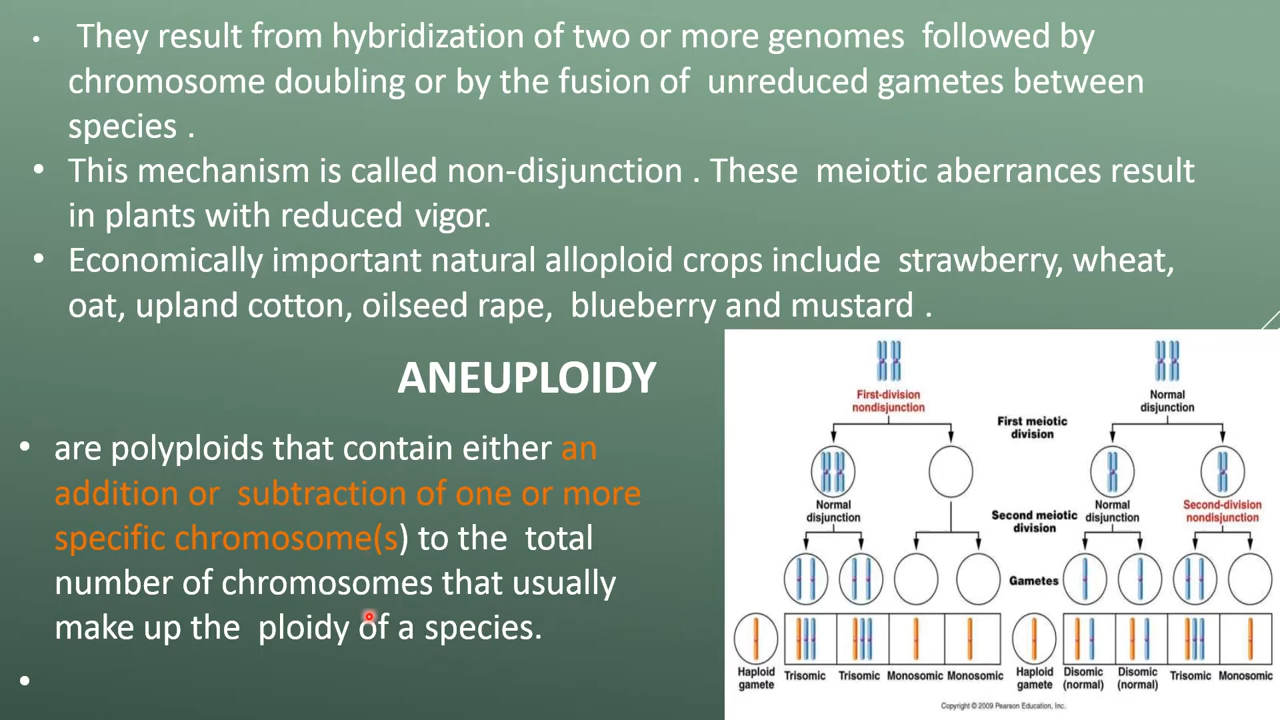 • They result from hybridization of two or more genomes followed by
chromosome doubling or by the fusion of unreduced gametes between
species .
• This mechanism is called non-disjunction . These meiotic aberrances result
in plants with reduced vigor.
• Economically important natural alloploid crops include strawberry, wheat,
oat, upland cotton, oilseed rape, blueberry and mustard .
ANEUPLOIDY
• are polyploids that contain either an
addition or subtraction of one or more
specific chromosome(s) to the total
number of chromosomes that usually
make up the ploidy of a species.
•
First-division
nondisjunction
Normal
disjunction
First meiotic
division
Normal
disjunction
Second meiotic
division
Normal
disjunction
Second-division
nondisjunction
Gametes
Haploid
gamete
Trisomic
Trisomic
Monosomic
Monosomic
Haploid
gamete
Disomic
(normal)
Disomic
(normal)
Trisomic
Monosomic
Copyright © 2009 Pearson Education, Inc.